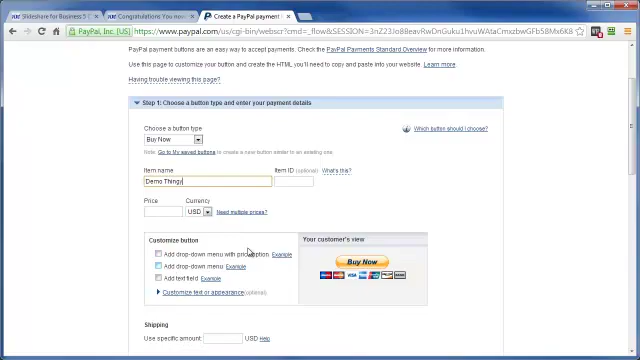 Slideshare for Business 5
Congratulations You mo
Create a PayPal payment
PayPal, Inc. [US] https://www.paypal.com/us/cgi-bin/webscr?cmd=_flow&SESSION=
PayPal payment buttons are an easy way to accept payments. Check the PayPal Payments Standard Overview for more information.
Use this page to customize your button and create the HTML you'll need to copy and paste into your website. Learn more.
Having trouble viewing this page?
Step 1: Choose a button type and enter your payment details
Choose a button type
Buy Now
Which button should I choose?
Note: Go to My saved buttons to create a new button similar to an existing one.
Item name
Item ID (optional) What's this?
Demo Thingy
Price
Currency
USD
Need multiple prices?
Customize button
Your customer's view
Add drop-down menu with price/option Example
Add drop-down menu Example
Add text field Example
Customize text or appearance (optional)
Buy Now
VISA
Shipping
Use specific amount: USD Help